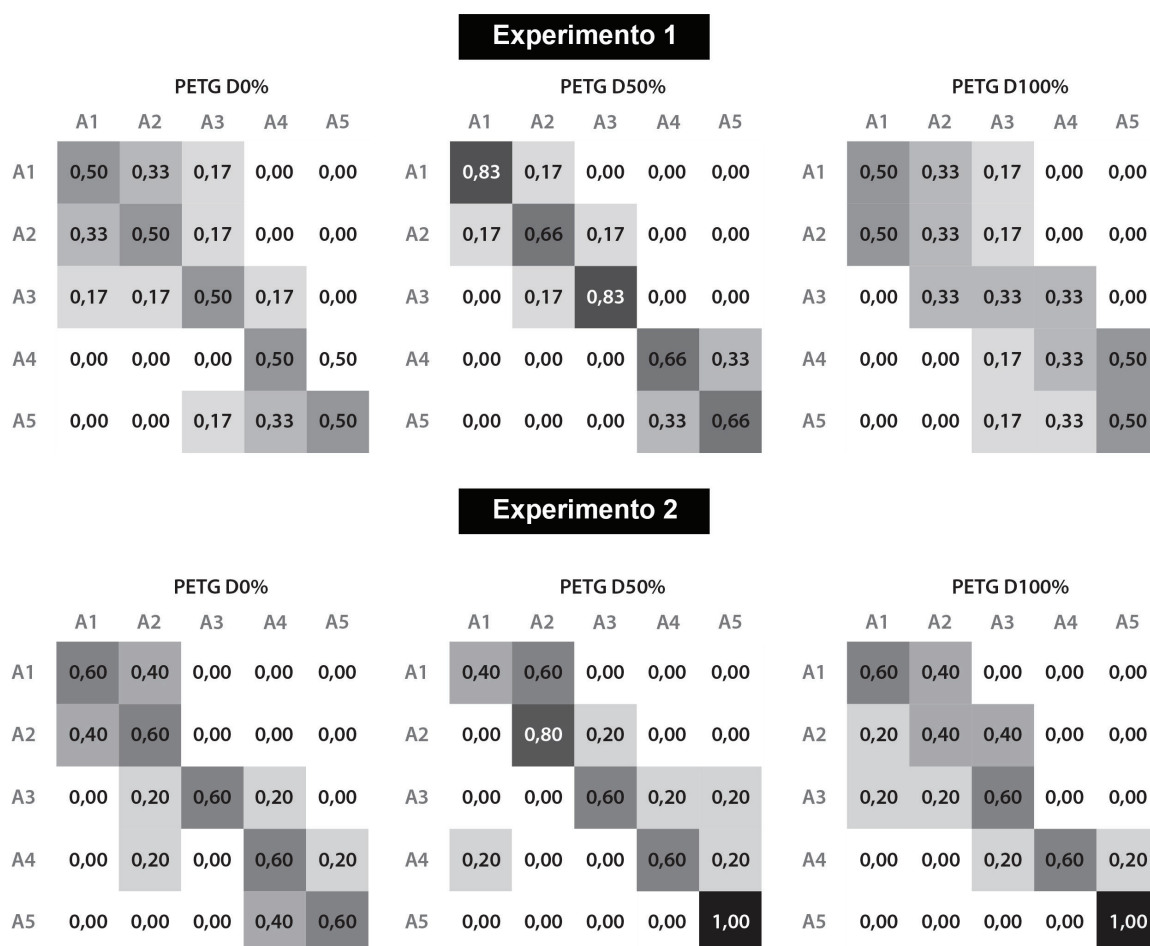 Experimento 1
PETG D0% PETG D50% PETG D100%
A1 A2 A3 A4 A5 A1 A2 A3 A4 A5 A1 A2 A3 A4 A5
A1 0,50 0,33 0,17 0,00 0,00 A1 0,83 0,17 0,00 0,00 0,00 A1 0,50 0,33 0,17 0,00 0,00
A2 0,33 0,50 0,17 0,00 0,00 A2 0,17 0,66 0,17 0,00 0,00 A2 0,50 0,33 0,17 0,00 0,00
A3 0,17 0,17 0,50 0,17 0,00 A3 0,00 0,17 0,83 0,00 0,00 A3 0,00 0,33 0,33 0,33 0,00
A4 0,00 0,00 0,00 0,50 0,50 A4 0,00 0,00 0,00 0,66 0,33 A4 0,00 0,00 0,17 0,33 0,50
A5 0,00 0,00 0,17 0,33 0,50 A5 0,00 0,00 0,00 0,33 0,66 A5 0,00 0,00 0,17 0,33 0,50
Experimento 2
PETG D0% PETG D50% PETG D100%
A1 A2 A3 A4 A5 A1 A2 A3 A4 A5 A1 A2 A3 A4 A5
A1 0,60 0,40 0,00 0,00 0,00 A1 0,40 0,60 0,00 0,00 0,00 A1 0,60 0,40 0,00 0,00 0,00
A2 0,40 0,60 0,00 0,00 0,00 A2 0,00 0,80 0,20 0,00 0,00 A2 0,20 0,40 0,40 0,00 0,00
A3 0,00 0,20 0,60 0,20 0,00 A3 0,00 0,00 0,60 0,20 0,20 A3 0,20 0,20 0,60 0,00 0,00
A4 0,00 0,20 0,00 0,60 0,20 A4 0,20 0,00 0,00 0,60 0,20 A4 0,00 0,00 0,20 0,60 0,20
A5 0,00 0,00 0,00 0,40 0,60 A5 0,00 0,00 0,00 0,00 1,00 A5 0,00 0,00 0,00 0,00 1,00